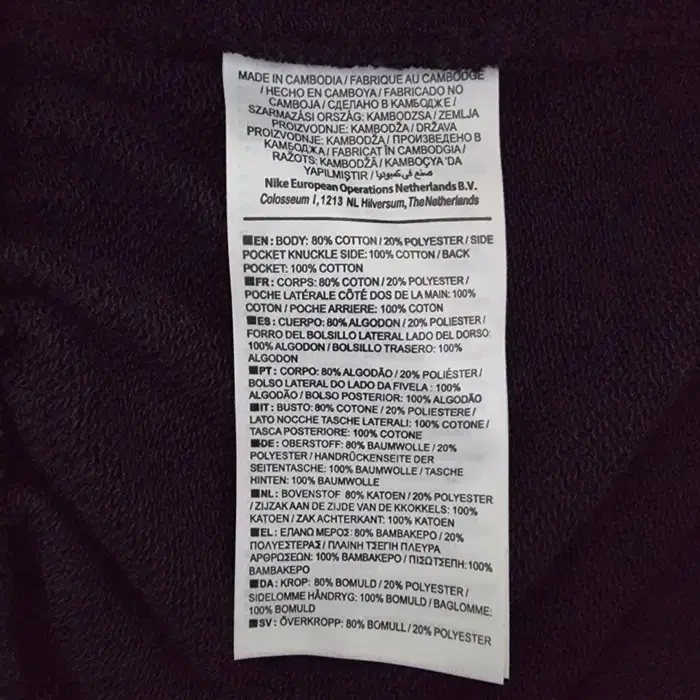 MADE IN CAMBODIA / FABRIQUE AU CAMBODGE
/ HECHO EN CAMBOYA / FABRICADO NO
CAMBOJA / СДЕЛАНО В КАМБОДЖЕ /
SZÁRMAZÁSI ORSZÁG: KAMBODZSA / ZEMLJA
PROIZVODNJE: KAMBODŽA / DRŽAVA
PROIZVODNJE: KAMBODŽA / ПРОИЗВЕДЕНО В
КАМБОДЖА / FABRICAT ÎN CAMBODGIA /
RAŽOTS: KAMBODŽĀ / KAMBOÇYA 'DA
YAPILMIŞTIR / صنع في كمبوديا
Nike European Operations Netherlands B.V.
Colosseum 1, 1213 NL Hilversum, The Netherlands
■EN : BODY: 80% COTTON / 20% POLYESTER / SIDE
POCKET KNUCKLE SIDE: 100% COTTON / BACK
POCKET: 100% COTTON
■FR : CORPS: 80% COTON / 20% POLYESTER /
POCHE LATÉRALE CÔTÉ DOS DE LA MAIN: 100%
COTON / POCHE ARRIERE: 100% COTON
■ES : CUERPO: 80% ALGODON / 20% POLIESTER /
FORRO DEL BOLSILLO LATERAL LADO DEL DORSO:
100% ALGODON / BOLSILLO TRASERO: 100%
ALGODON
■PT : CORPO: 80% ALGODÃO / 20% POLIÉSTER /
BOLSO LATERAL DO LADO DA FIVELA : 100%
ALGODÃO / BOLSO POSTERIOR: 100% ALGODÃO
■IT : BUSTO: 80% COTONE / 20% POLIESTERE /
LATO NOCCHE TASCHE LATERALI: 100% COTONE /
TASCA POSTERIORE: 100% COTONE
■DE : OBERSTOFF: 80% BAUMWOLLE / 20%
POLYESTER / HANDRÜCKENSEITE DER
SEITENTASCHE: 100% BAUMWOLLE / TASCHE
HINTEN: 100% BAUMWOLLE
■NL : BOVENSTOF 80% KATOEN / 20% POLYESTER
/ ZIJZAK AAN DE ZIJDE VAN DE KKOKKELS: 100%
KATOEN / ZAK ACHTERKANT: 100% KATOEN
■EL : ΕΠΑΝΩ ΜΕΡΟΣ: 80% ΒΑΜΒΑΚΕΡΟ / 20%
ΠΟΛΥΕΣΤΕΡΑΣ / ΠΛΑΙΝΗ ΤΣΕΠΗ ΠΛΕΥΡΑ
ΑΡΘΡΩΣΕΩΝ: 100% ΒΑΜΒΑΚΕΡΟ / ΠΙΣΩΤΣΕΠΗ: 100%
ΒΑΜΒΑΚΕΡΟ
■DA : KROP: 80% BOMULD / 20% POLYESTER /
SIDELOMME HÅNDRYG: 100% BOMULD / BAGLOMME:
100% BOMULD
■SV : ÖVERKROPP: 80% BOMULL / 20% POLYESTER